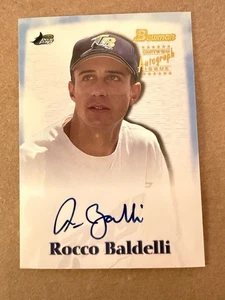 Bowman
CERTIFIED
Autograph
ISSUE
Rocco Baldelli